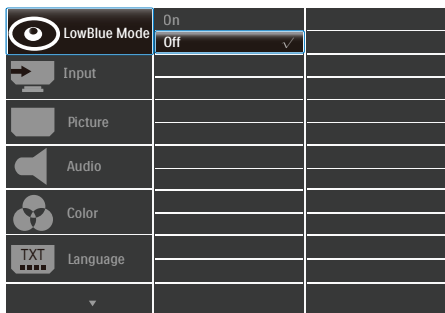 LowBlue Mode
On
Off
Input
Picture
Audio
Color
TXT
Language